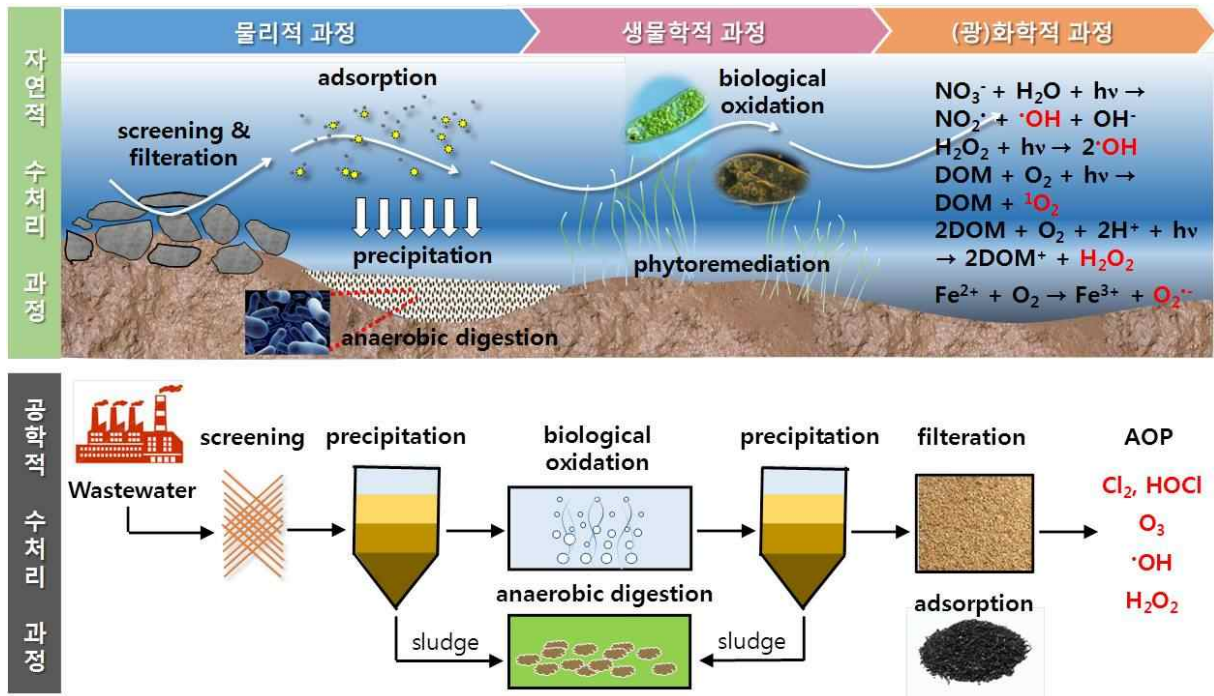 물리적 과정
생물학적 과정
(광)화학적 과정
자연적 수처리 과정
adsorption
screening &
filteration
precipitation
anaerobic digestion
biological
oxidation
phytoremediation
NO₃⁻ + H₂O + hν →
NO₂· + ·OH + OH⁻
H₂O₂ + hν → 2·OH
DOM + O₂ + hν →
DOM + ¹O₂
2DOM + O₂ + 2H⁺ + hν
→ 2DOM⁺ + H₂O₂
Fe²⁺ + O₂ → Fe³⁺ + O₂·⁻
공학적 수처리 과정
Wastewater
screening
precipitation
biological
oxidation
anaerobic digestion
sludge
sludge
precipitation
filteration
adsorption
AOP
Cl₂, HOCl
O₃
·OH
H₂O₂